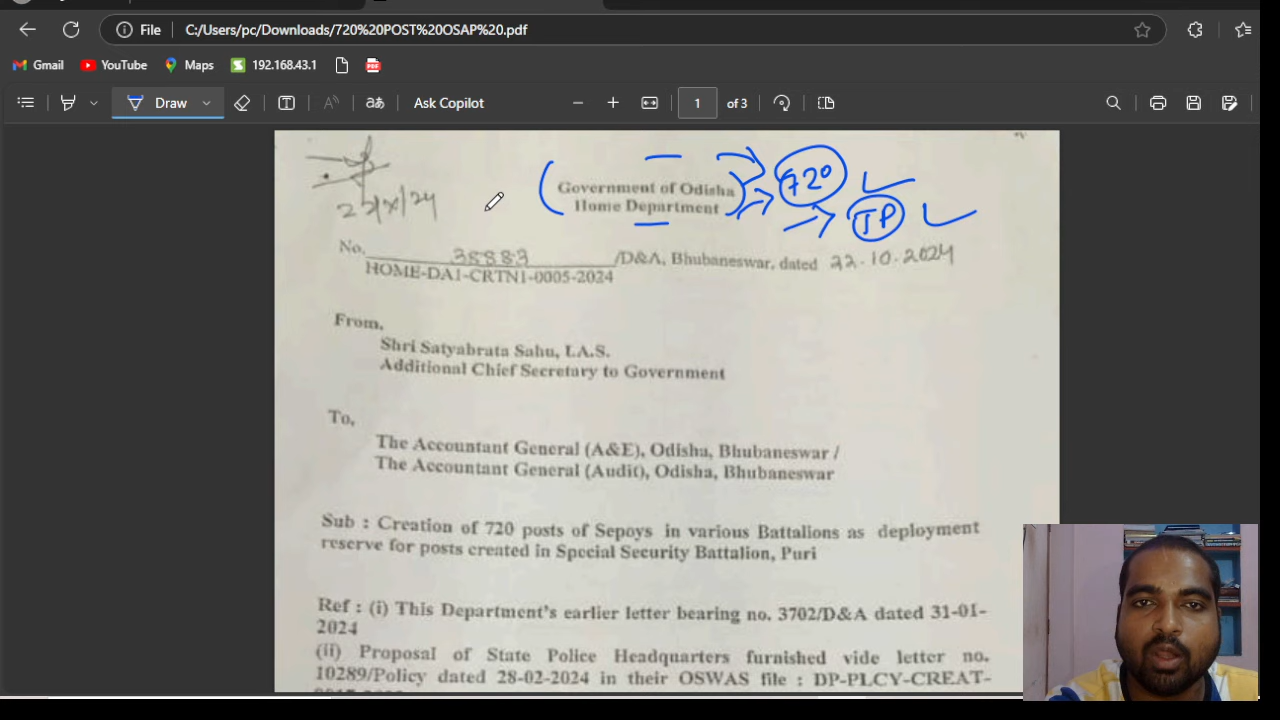 File C:/Users/pc/Downloads/720%20POST%20OSAP%20.pdf
Gmail YouTube Maps 192.168.43.1
Draw Ask Copilot 1 of 3
Government of Odisha 720
Home Department
No. 38883 /D&A, Bhubaneswar, dated 22.10.2024
HOME-DA1-CRTN1-0005-2024
From,
Shri Satyabrata Sahu, I.A.S.
Additional Chief Secretary to Government
To,
The Accountant General (A&E), Odisha, Bhubaneswar /
The Accountant General (Audit), Odisha, Bhubaneswar
Sub : Creation of 720 posts of Sepoys in various Battalions as deployment
reserve for posts created in Special Security Battalion, Puri
Ref : (i) This Department's earlier letter bearing no. 3702/D&A dated 31-01-
2024
(ii) Proposal of State Police Headquarters furnished vide letter no.
10289/Policy dated 28-02-2024 in their OSWAS file : DP-PLCY-CREAT-